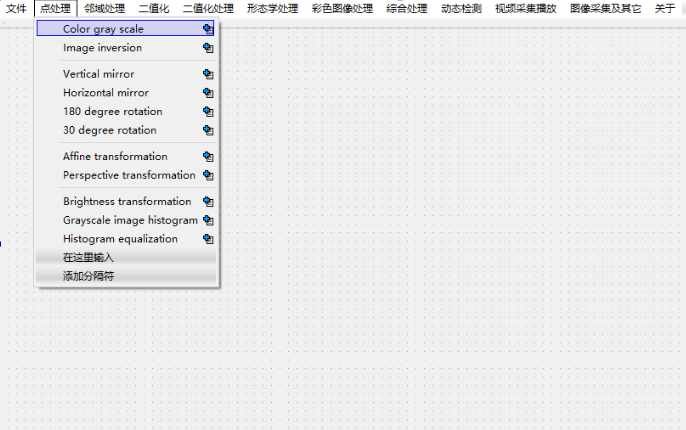 文件 点处理 邻域处理 二值化 二值化处理 形态学处理 彩色图像处理 综合处理 动态检测 视频采集播放 图像采集及其它 关于
Color gray scale
Image inversion
Vertical mirror
Horizontal mirror
180 degree rotation
30 degree rotation
Affine transformation
Perspective transformation
Brightness transformation
Grayscale image histogram
Histogram equalization
在这里输入
添加分隔符